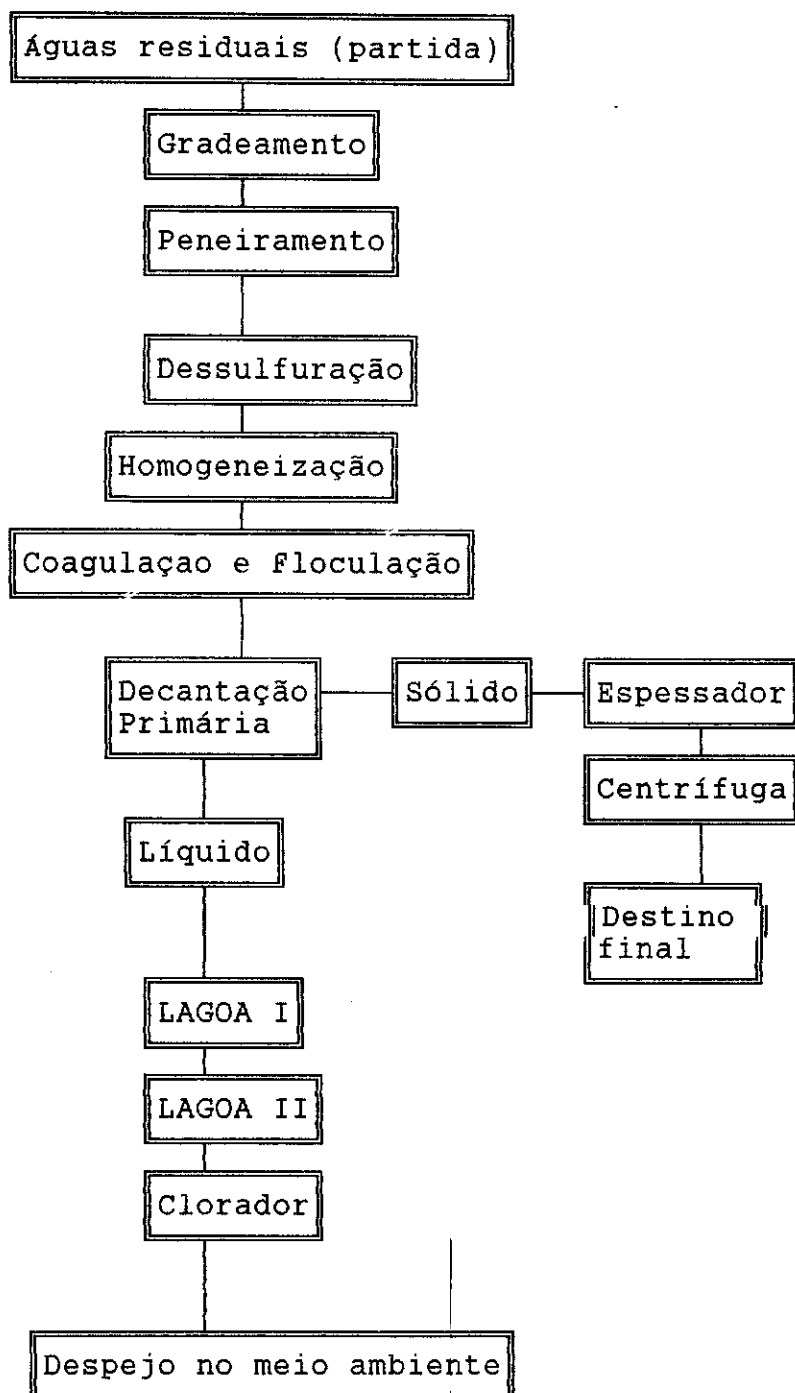 Águas residuais (partida)
Gradeamento
Peneiramento
Dessulfuração
Homogeneização
Coagulaçao e Floculação
Decantação
Primária
Sólido
Espessador
Centrífuga
Destino
final
Líquido
LAGOA I
LAGOA II
Clorador
Despejo no meio ambiente